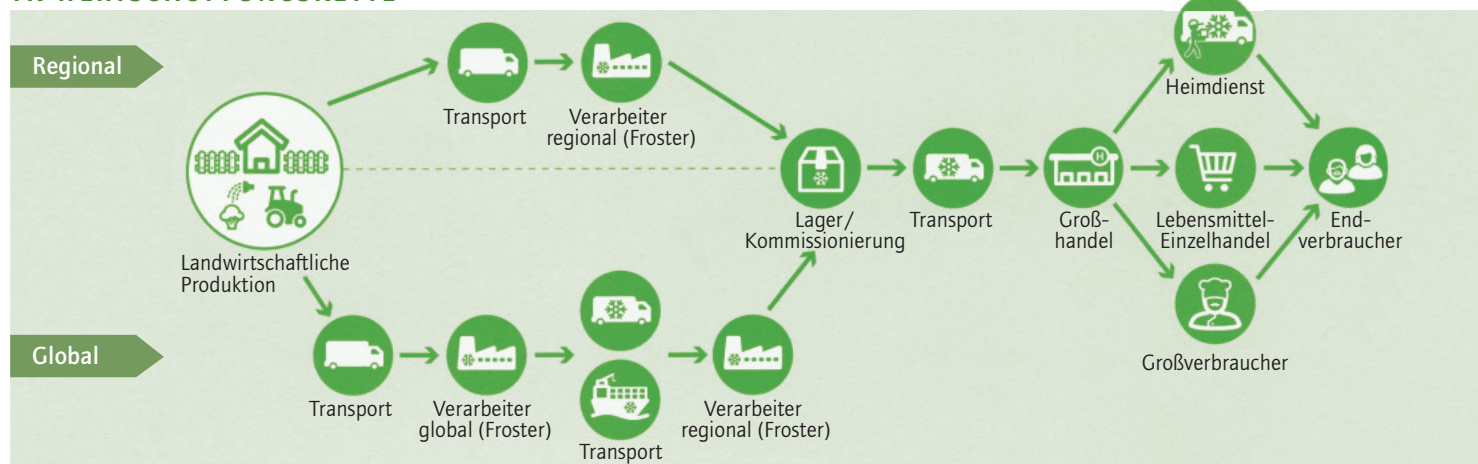 Regional
Transport
Verarbeiter
regional (Froster)
Heimdienst
H
Landwirtschaftliche
Produktion
Lager/
Kommissionierung
Transport
Groß-
handel
Lebensmittel-
Einzelhandel
End-
verbraucher
Großverbraucher
Global
Transport
Verarbeiter
global (Froster)
Transport
Verarbeiter
regional (Froster)